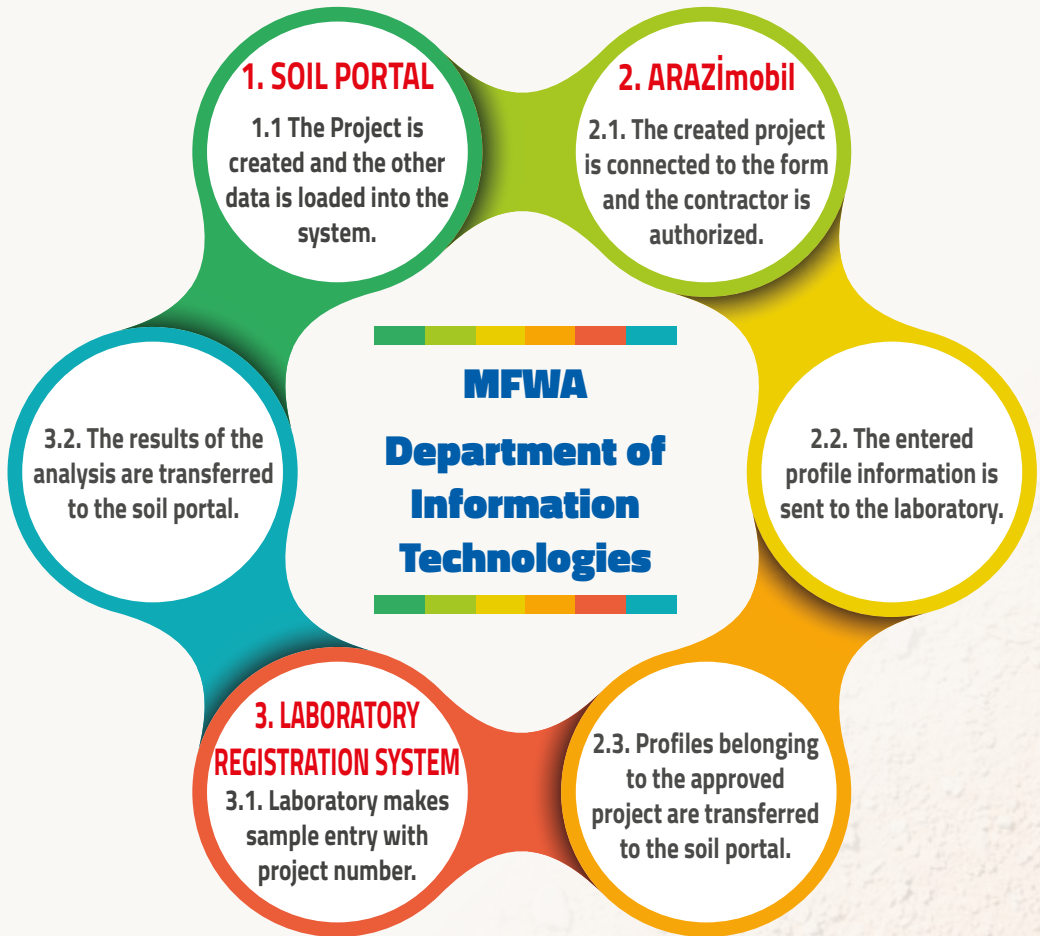 1. SOIL PORTAL
1.1 The Project is
created and the other
data is loaded into the
system.
2. ARAZİmobil
2.1. The created project
is connected to the form
and the contractor is
authorized.
2.2. The entered
profile information is
sent to the laboratory.
2.3. Profiles belonging
to the approved
project are transferred
to the soil portal.
3. LABORATORY
REGISTRATION SYSTEM
3.1. Laboratory makes
sample entry with
project number.
3.2. The results of the
analysis are transferred
to the soil portal.
MFWA
Department of
Information
Technologies